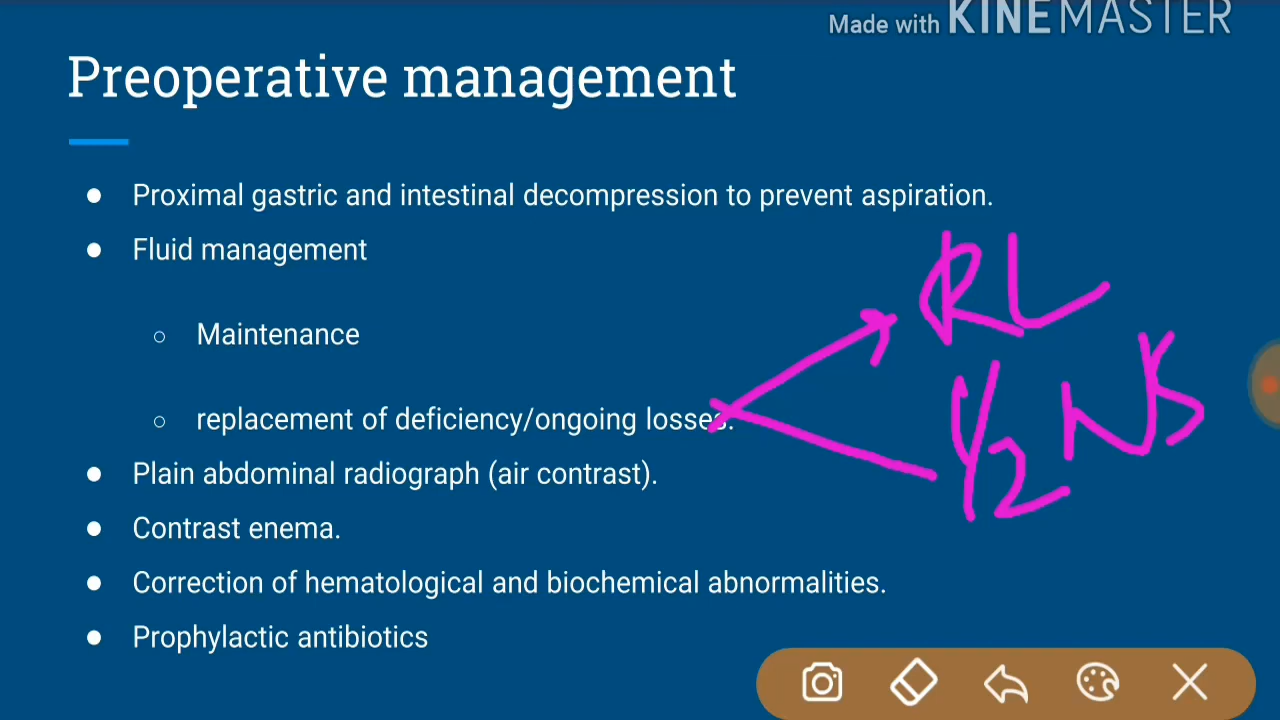 Made with KINEMASTER
Preoperative management
● Proximal gastric and intestinal decompression to prevent aspiration.
● Fluid management
○ Maintenance
○ replacement of deficiency/ongoing losses.
RL
1/2 NS
● Plain abdominal radiograph (air contrast).
● Contrast enema.
● Correction of hematological and biochemical abnormalities.
● Prophylactic antibiotics